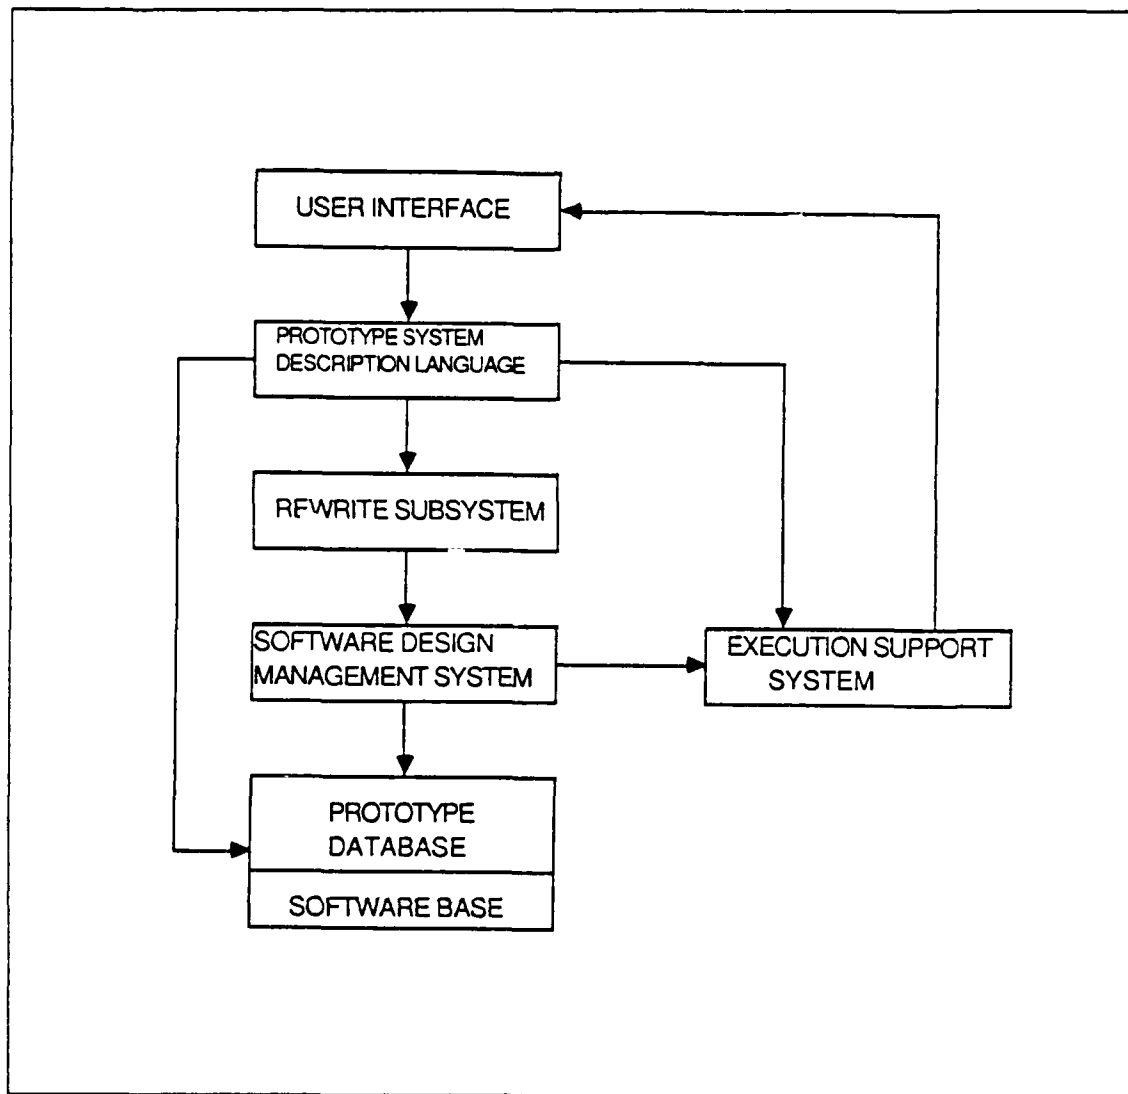 USER INTERFACE
PROTOTYPE SYSTEM
DESCRIPTION LANGUAGE
REWRITE SUBSYSTEM
SOFTWARE DESIGN
MANAGEMENT SYSTEM
EXECUTION SUPPORT
SYSTEM
PROTOTYPE
DATABASE
SOFTWARE BASE